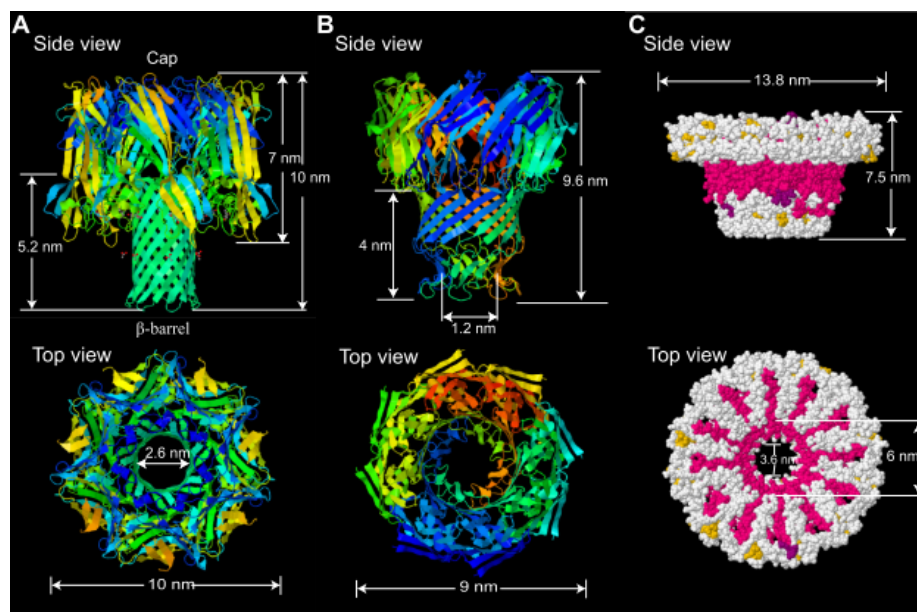 A
Side view
Cap
7 nm
10 nm
5.2 nm
β-barrel
Top view
2.6 nm
10 nm
B
Side view
9.6 nm
4 nm
1.2 nm
Top view
9 nm
C
Side view
13.8 nm
7.5 nm
Top view
3.6 nm
6 nm